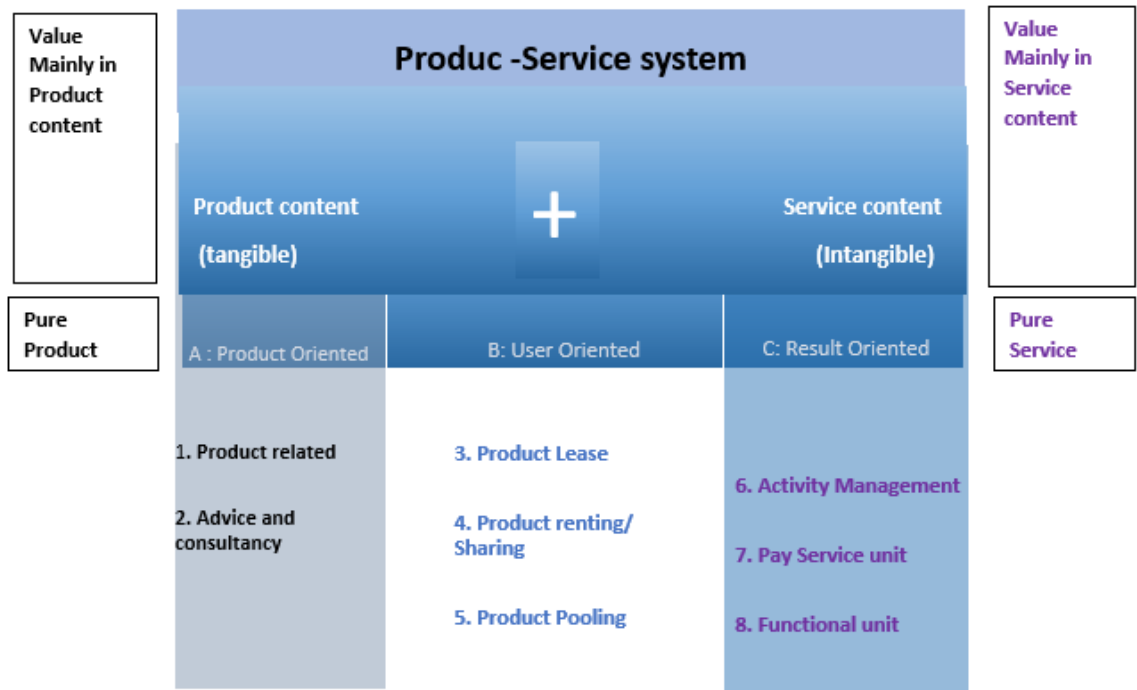 Value
Mainly in
Product
content
Produc -Service system
Value
Mainly in
Service
content
Product content
(tangible)
+
Service content
(Intangible)
Pure
Product
A : Product Oriented
B: User Oriented
C: Result Oriented
Pure
Service
1. Product related
2. Advice and
consultancy
3. Product Lease
4. Product renting/
Sharing
5. Product Pooling
6. Activity Management
7. Pay Service unit
8. Functional unit